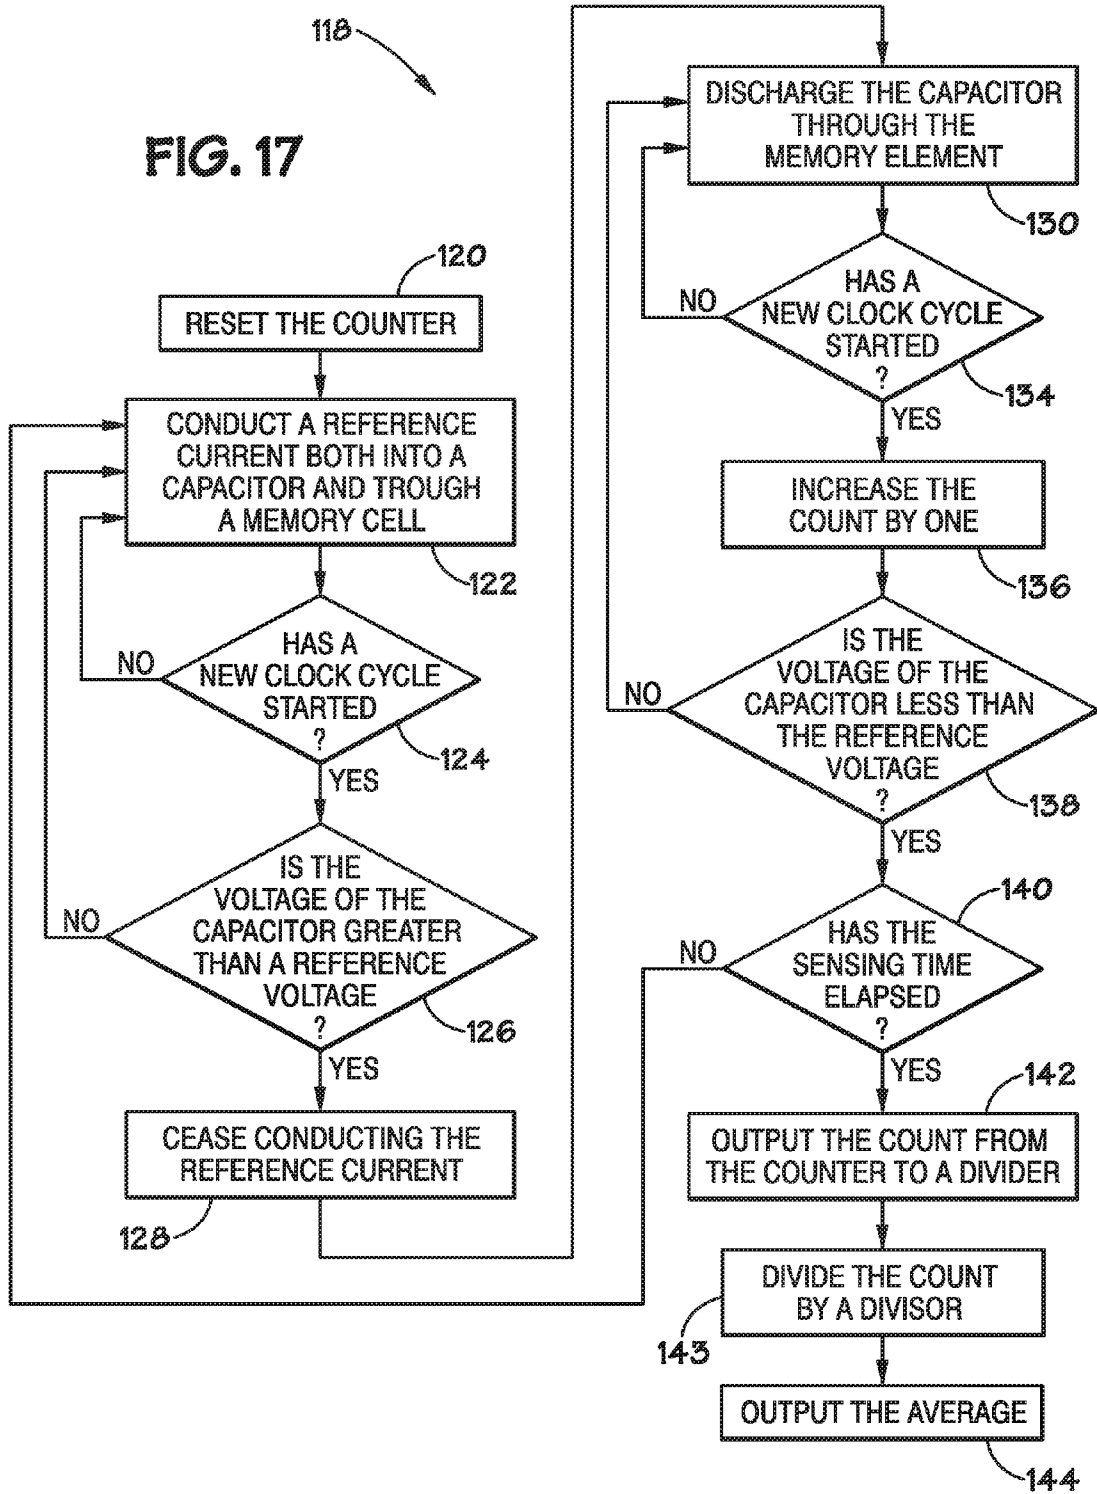 118
FIG. 17
120
RESET THE COUNTER
CONDUCT A REFERENCE
CURRENT BOTH INTO A
CAPACITOR AND TROUGH
A MEMORY CELL
122
HAS A
NEW CLOCK CYCLE
STARTED
?
NO
124
YES
IS THE
VOLTAGE OF THE
CAPACITOR GREATER
THAN A REFERENCE
VOLTAGE
?
NO
126
YES
CEASE CONDUCTING THE
REFERENCE CURRENT
128
DISCHARGE THE CAPACITOR
THROUGH THE
MEMORY ELEMENT
130
HAS A
NEW CLOCK CYCLE
STARTED
?
NO
134
YES
INCREASE THE
COUNT BY ONE
136
IS THE
VOLTAGE OF THE
CAPACITOR LESS THAN
THE REFERENCE
VOLTAGE
?
NO
138
YES
140
HAS THE
SENSING TIME
ELAPSED
?
NO
YES
142
OUTPUT THE COUNT FROM
THE COUNTER TO A DIVIDER
DIVIDE THE COUNT
BY A DIVISOR
143
OUTPUT THE AVERAGE
144